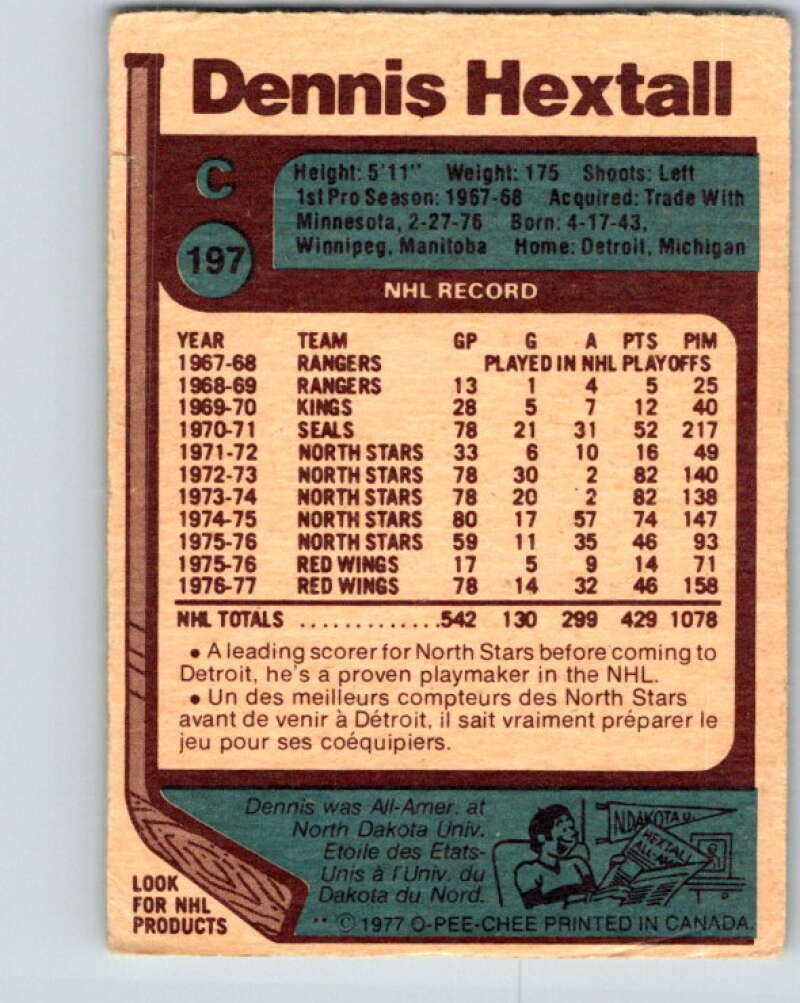 Dennis Hextall
C
197
Height: 5'11" Weight: 175 Shoots: Left
1st Pro Season: 1967-68 Acquired: Trade With
Minnesota, 2-27-76 Born: 4-17-43,
Winnipeg, Manitoba Home: Detroit, Michigan
NHL RECORD
YEAR TEAM GP G A PTS PIM
1967-68 RANGERS PLAYED IN NHL PLAYOFFS
1968-69 RANGERS 13 1 4 5 25
1969-70 KINGS 28 5 7 12 40
1970-71 SEALS 78 21 31 52 217
1971-72 NORTH STARS 33 6 10 16 49
1972-73 NORTH STARS 78 30 2 82 140
1973-74 NORTH STARS 78 20 2 82 138
1974-75 NORTH STARS 80 17 57 74 147
1975-76 NORTH STARS 59 11 35 46 93
1975-76 RED WINGS 17 5 9 14 71
1976-77 RED WINGS 78 14 32 46 158
NHL TOTALS .............542 130 299 429 1078
• A leading scorer for North Stars before coming to
Detroit, he's a proven playmaker in the NHL.
• Un des meilleurs compteurs des North Stars
avant de venir à Détroit, il sait vraiment préparer le
jeu pour ses coéquipiers.
Dennis was All-Amer. at
North Dakota Univ.
Etoile des Etats-
Unis à l'Univ. du
Dakota du Nord.
N.DAKOTA U.
HEXTALL
ALL-AM
LOOK
FOR NHL
PRODUCTS
** © 1977 O-PEE-CHEE PRINTED IN CANADA.